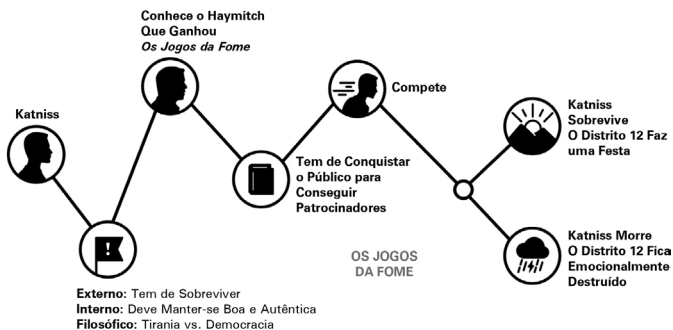 Conhece o Haymitch
Que Ganhou
Os Jogos da Fome
Katniss
Compete
Katniss
Sobrevive
O Distrito 12 Faz
uma Festa
Tem de Conquistar
o Público para
Conseguir
Patrocinadores
!
Katniss Morre
O Distrito 12 Fica
Emocionalmente
Destruído
OS JOGOS
DA FOME
Externo: Tem de Sobreviver
Interno: Deve Manter-se Boa e Autêntica
Filosófico: Tirania vs. Democracia